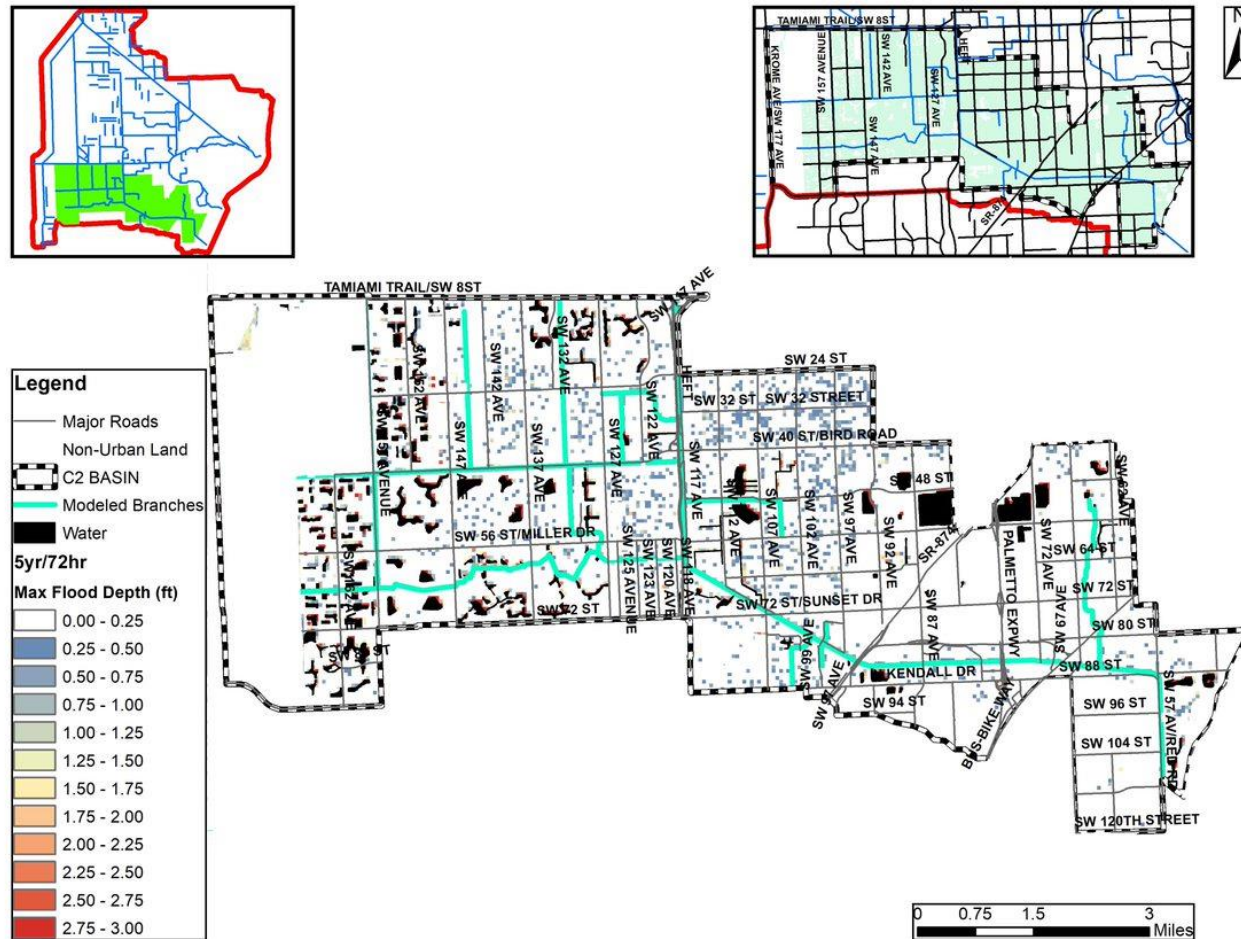 TAMIAMI TRAIL/SW 8ST
HEFT
KROME AVE/SW 177 AVE
SW 157 AVENUE
SW 142 AVE
SW 127 AVE
SW 147 AVE
SR-874
N
TAMIAMI TRAIL/SW 8ST
SW 132 AVE
SW 142 AVE
SW 122 AVE
HEFT
SW 24 ST
SW 32 ST
SW 32 STREET
SW 40 ST/BIRD ROAD
SW 147 AVE
SW 137 AVE
SW 127 AVE
SW 117 AVE
SW 107 AVE
SW 102 AVE
SW 97 AVE
SW 92 AVE
SR-874
PALMETTO EXPWY
SW 72 AVE
SW 64 ST
SW 56 ST/MILLER DR
SW 125 AVENUE
SW 123 AVE
SW 120 AVE
SW 118 AVE
SW 72 ST
SW 72 ST/SUNSET DR
SW 72 ST
SW 87 AVE
SW 67 AVE
SW 80 ST
SW 88 ST
KENDALL DR
SW 94 ST
SW 96 ST
SW 104 ST
SW 57 AV/RED RD
SW 120TH STREET
Legend
Major Roads
Non-Urban Land
C2 BASIN
Modeled Branches
Water
5yr/72hr
Max Flood Depth (ft)
0.00 - 0.25
0.25 - 0.50
0.50 - 0.75
0.75 - 1.00
1.00 - 1.25
1.25 - 1.50
1.50 - 1.75
1.75 - 2.00
2.00 - 2.25
2.25 - 2.50
2.50 - 2.75
2.75 - 3.00
0 0.75 1.5 3
Miles